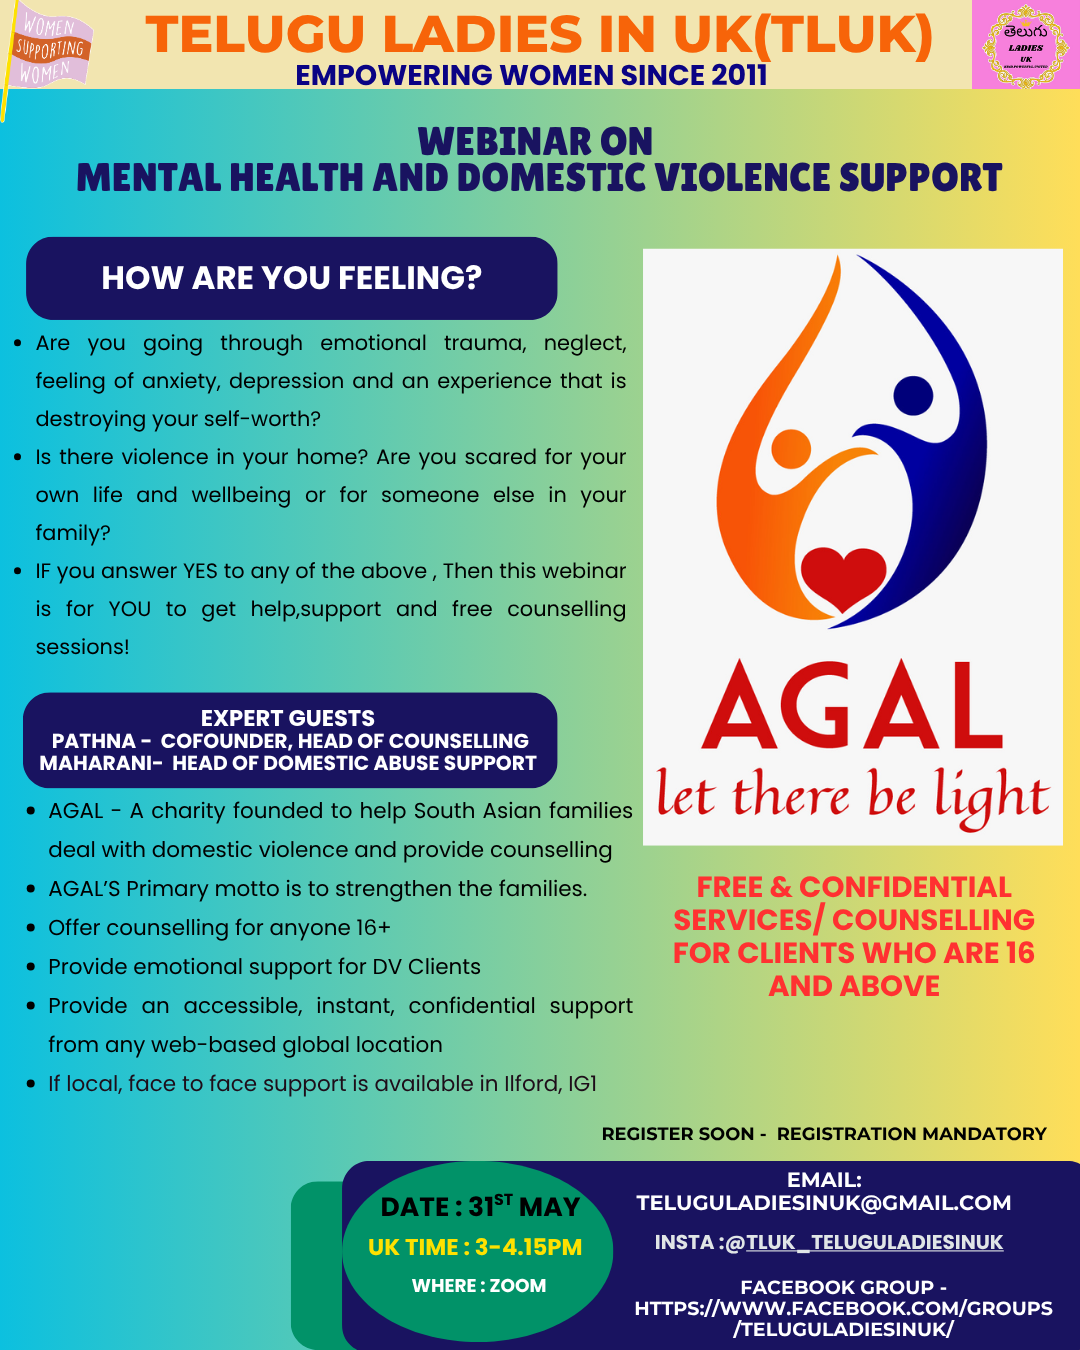 WOMEN
SUPPORTING
WOMEN
TELUGU LADIES IN UK(TLUK)
EMPOWERING WOMEN SINCE 2011
తెలుగు
LADIES
UK
WEBINAR ON
MENTAL HEALTH AND DOMESTIC VIOLENCE SUPPORT
HOW ARE YOU FEELING?
• Are you going through emotional trauma, neglect,
feeling of anxiety, depression and an experience that is
destroying your self-worth?
• Is there violence in your home? Are you scared for your
own life and wellbeing or for someone else in your
family?
• IF you answer YES to any of the above , Then this webinar
is for YOU to get help,support and free counselling
sessions!
EXPERT GUESTS
PATHNA - COFOUNDER, HEAD OF COUNSELLING
MAHARANI- HEAD OF DOMESTIC ABUSE SUPPORT
• AGAL - A charity founded to help South Asian families
deal with domestic violence and provide counselling
• AGAL'S Primary motto is to strengthen the families.
• Offer counselling for anyone 16+
• Provide emotional support for DV Clients
• Provide an accessible, instant, confidential support
from any web-based global location
• If local, face to face support is available in Ilford, IG1
AGAL
let there be light
FREE & CONFIDENTIAL
SERVICES/ COUNSELLING
FOR CLIENTS WHO ARE 16
AND ABOVE
REGISTER SOON - REGISTRATION MANDATORY
DATE : 31ST MAY
UK TIME : 3-4.15PM
WHERE : ZOOM
EMAIL:
TELUGULADIESINUK@GMAIL.COM
INSTA :@TLUK_TELUGULADIESINUK
FACEBOOK GROUP -
HTTPS://WWW.FACEBOOK.COM/GROUPS
/TELUGULADIESINUK/